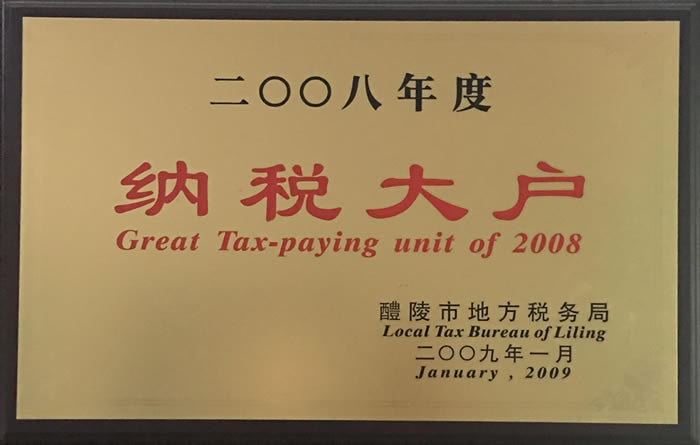 二〇〇八年度
纳税大户
Great Tax-paying unit of 2008
醴陵市地方税务局
Local Tax Bureau of Liling
二〇〇九年一月
January , 2009